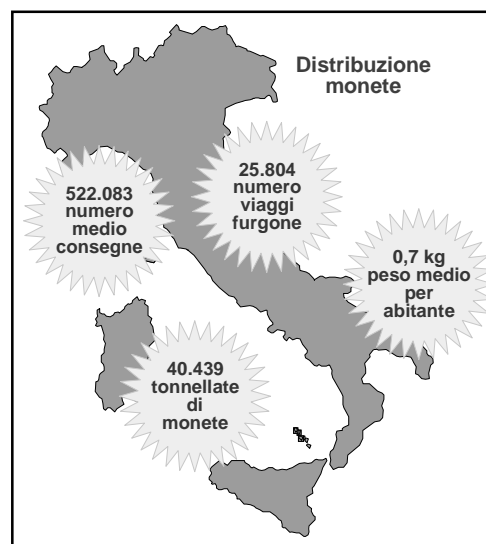 Distribuzione
monete
522.083
numero
medio
consegne
25.804
numero
viaggi
furgone
0,7 kg
peso medio
per
abitante
40.439
tonnellate
di
monete